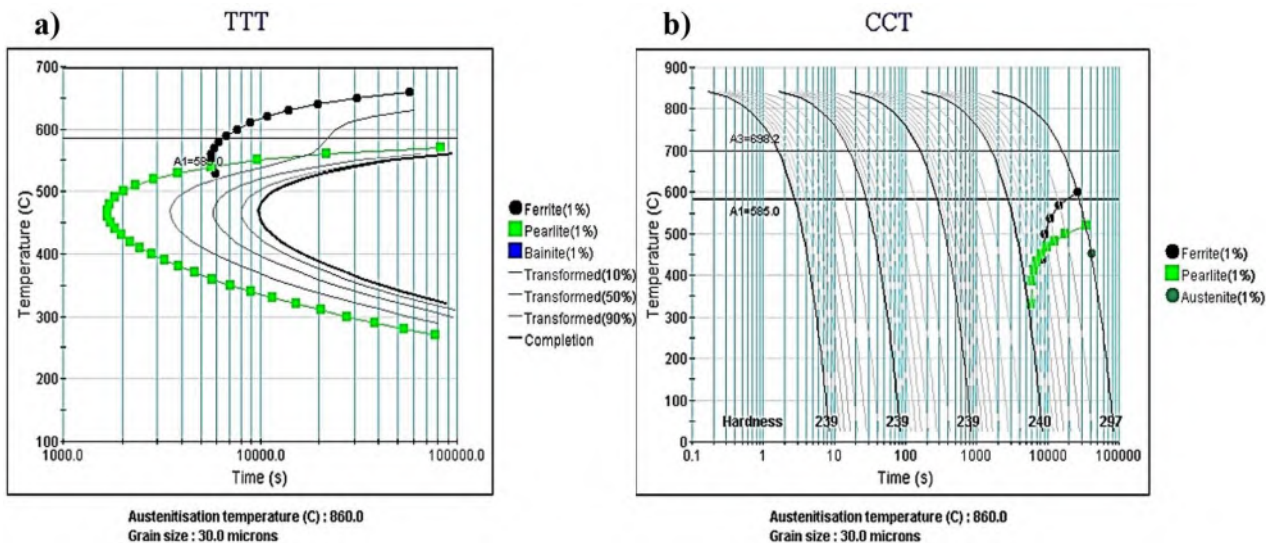 a)
TTT
700
600
500
400
300
200
100
1000.0
10000.0
100000.0
Temperature (C)
Time (s)
Ferrite(1%)
Pearlite(1%)
Bainite(1%)
Transformed(10%)
Transformed(50%)
Transformed(90%)
Completion
Austenitisation temperature (C) : 860.0
Grain size : 30.0 microns
b)
CCT
900
800
700
600
500
400
300
200
100
0
A3=698.2
A1=585.0
Hardness
239
239
239
240
297
0.1
1
10
100
1000
10000
100000
Temperature (C)
Time (s)
Ferrite(1%)
Pearlite(1%)
Austenite(1%)
Austenitisation temperature (C) : 860.0
Grain size : 30.0 microns